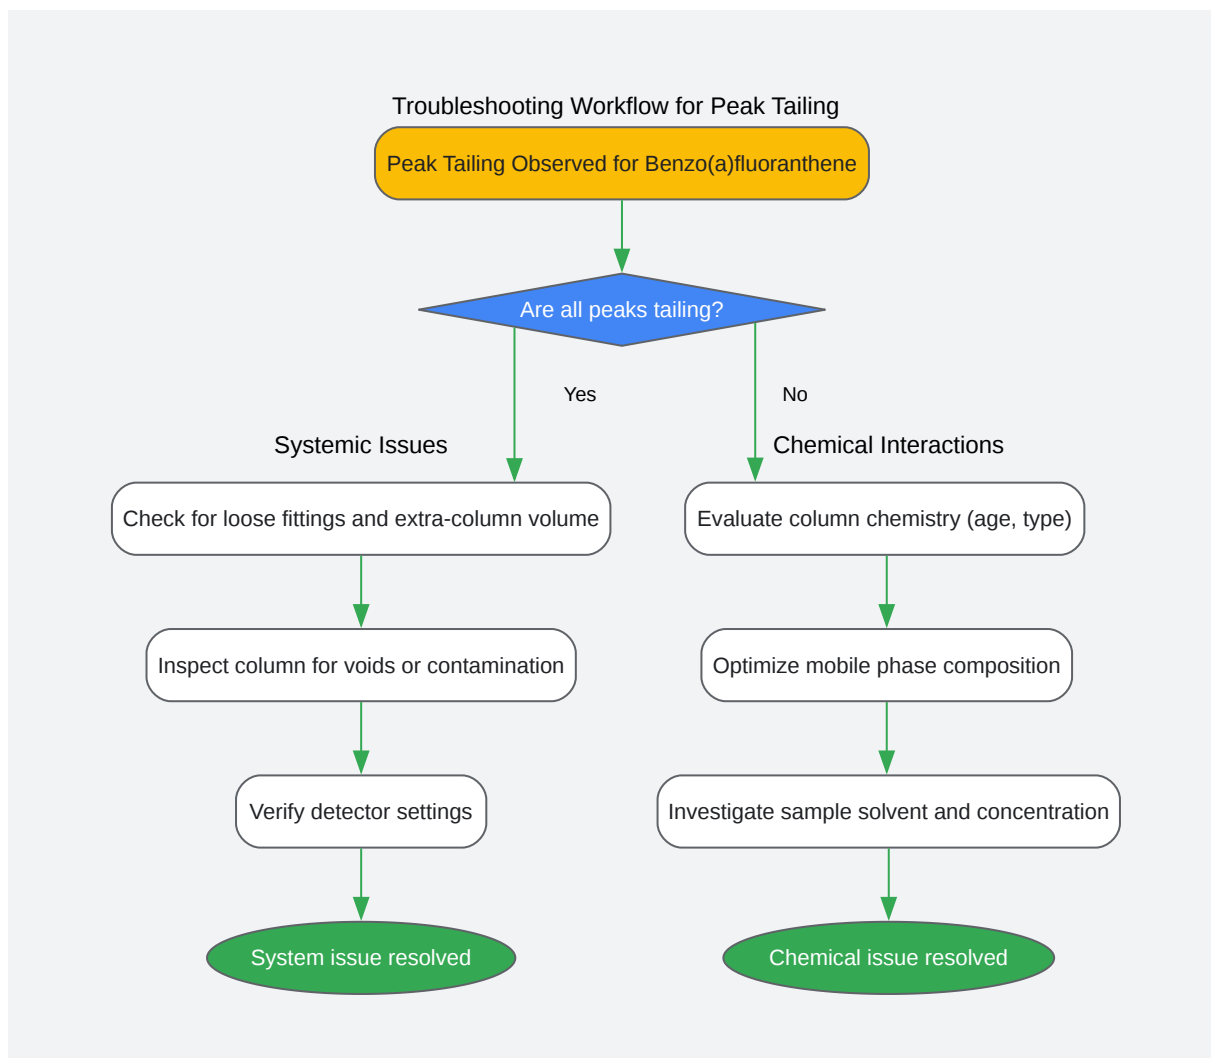 Troubleshooting Workflow for Peak Tailing
Peak Tailing Observed for Benzo(a)fluoranthene
Are all peaks tailing?
Yes
No
Systemic Issues
Chemical Interactions
Check for loose fittings and extra-column volume
Evaluate column chemistry (age, type)
Inspect column for voids or contamination
Optimize mobile phase composition
Verify detector settings
Investigate sample solvent and concentration
System issue resolved
Chemical issue resolved